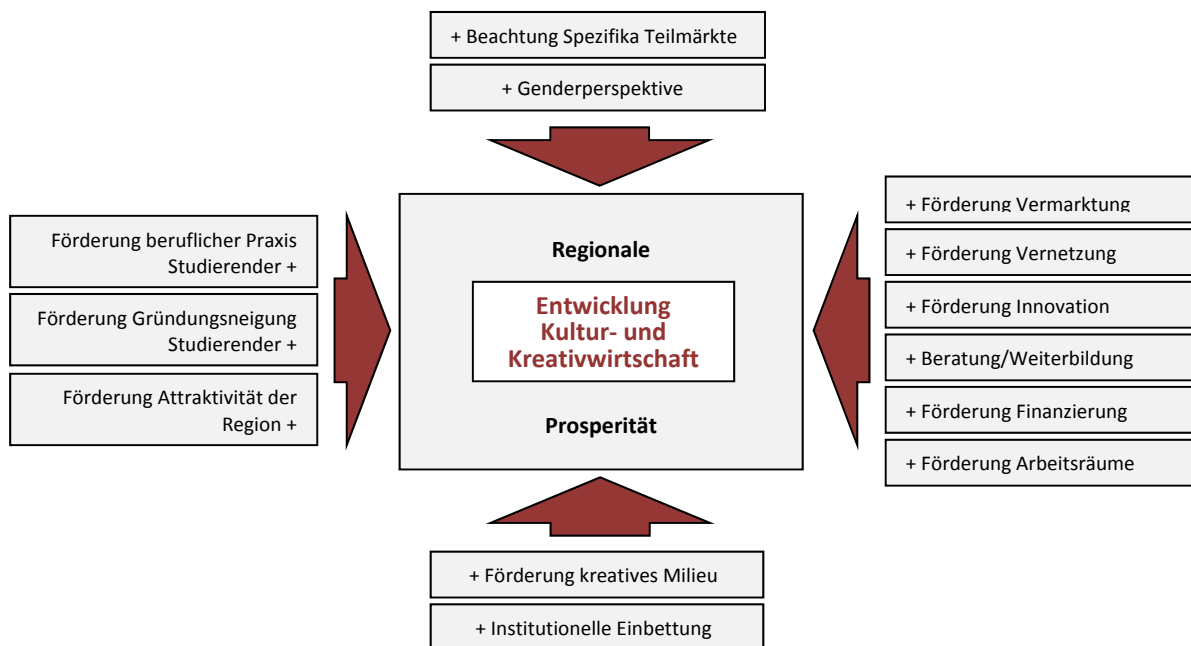 + Beachtung Spezifika Teilmärkte
+ Genderperspektive
Förderung beruflicher Praxis
Studierender +
Förderung Gründungsneigung
Studierender +
Förderung Attraktivität der
Region +
Regionale
Entwicklung
Kultur- und
Kreativwirtschaft
Prosperität
+ Förderung Vermarktung
+ Förderung Vernetzung
+ Förderung Innovation
+ Beratung/Weiterbildung
+ Förderung Finanzierung
+ Förderung Arbeitsräume
+ Förderung kreatives Milieu
+ Institutionelle Einbettung